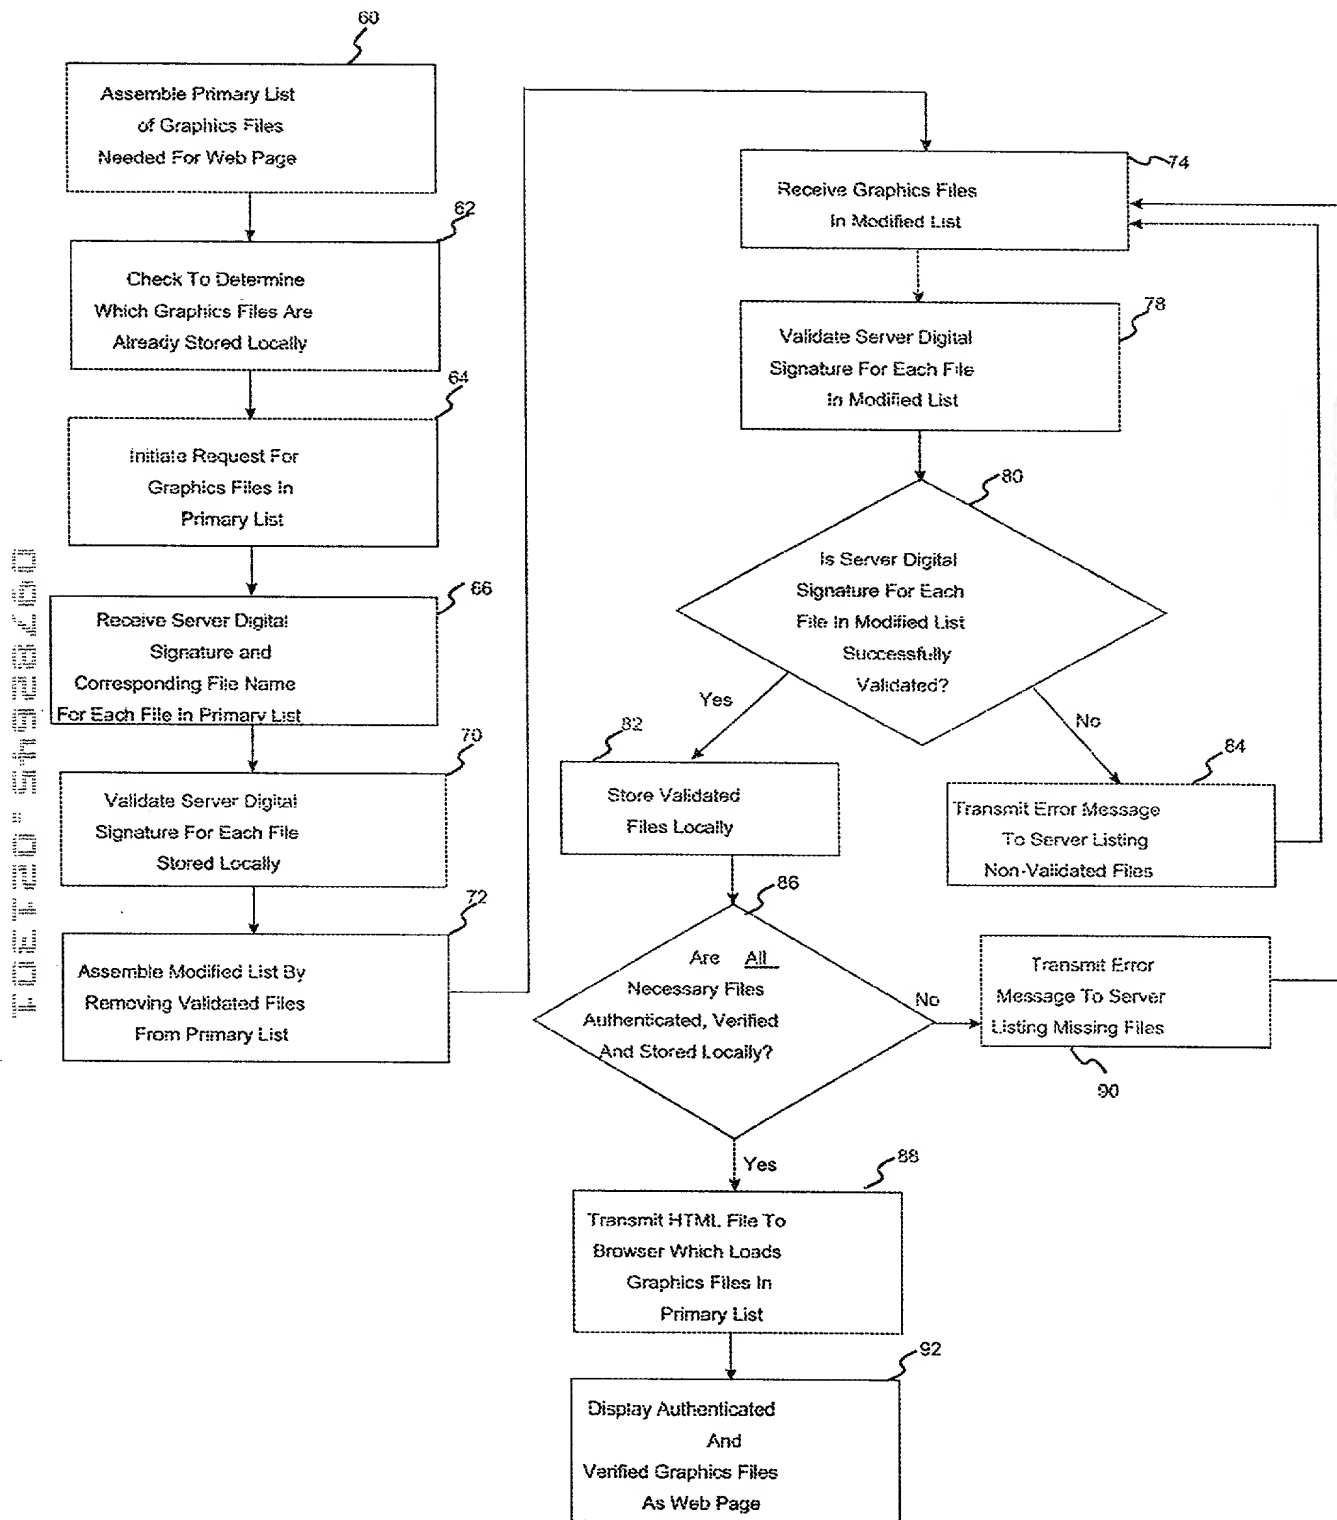 60
Assemble Primary List
of Graphics Files
Needed For Web Page
62
Check To Determine
Which Graphics Files Are
Already Stored Locally
64
Initiate Request For
Graphics Files In
Primary List
66
Receive Server Digital
Signature and
Corresponding File Name
For Each File in Primary List
70
Validate Server Digital
Signature For Each File
Stored Locally
72
Assemble Modified List By
Removing Validated Files
From Primary List
74
Receive Graphics Files
In Modified List
78
Validate Server Digital
Signature For Each File
In Modified List
80
Is Server Digital
Signature For Each
File In Modified List
Successfully
Validated?
Yes
No
82
Store Validated
Files Locally
84
Transmit Error Message
To Server Listing
Non-Validated Files
86
Are All
Necessary Files
Authenticated, Verified
And Stored Locally?
No
Transmit Error
Message To Server
Listing Missing Files
90
Yes
88
Transmit HTML File To
Browser Which Loads
Graphics Files In
Primary List
92
Display Authenticated
And
Verified Graphics Files
As Web Page